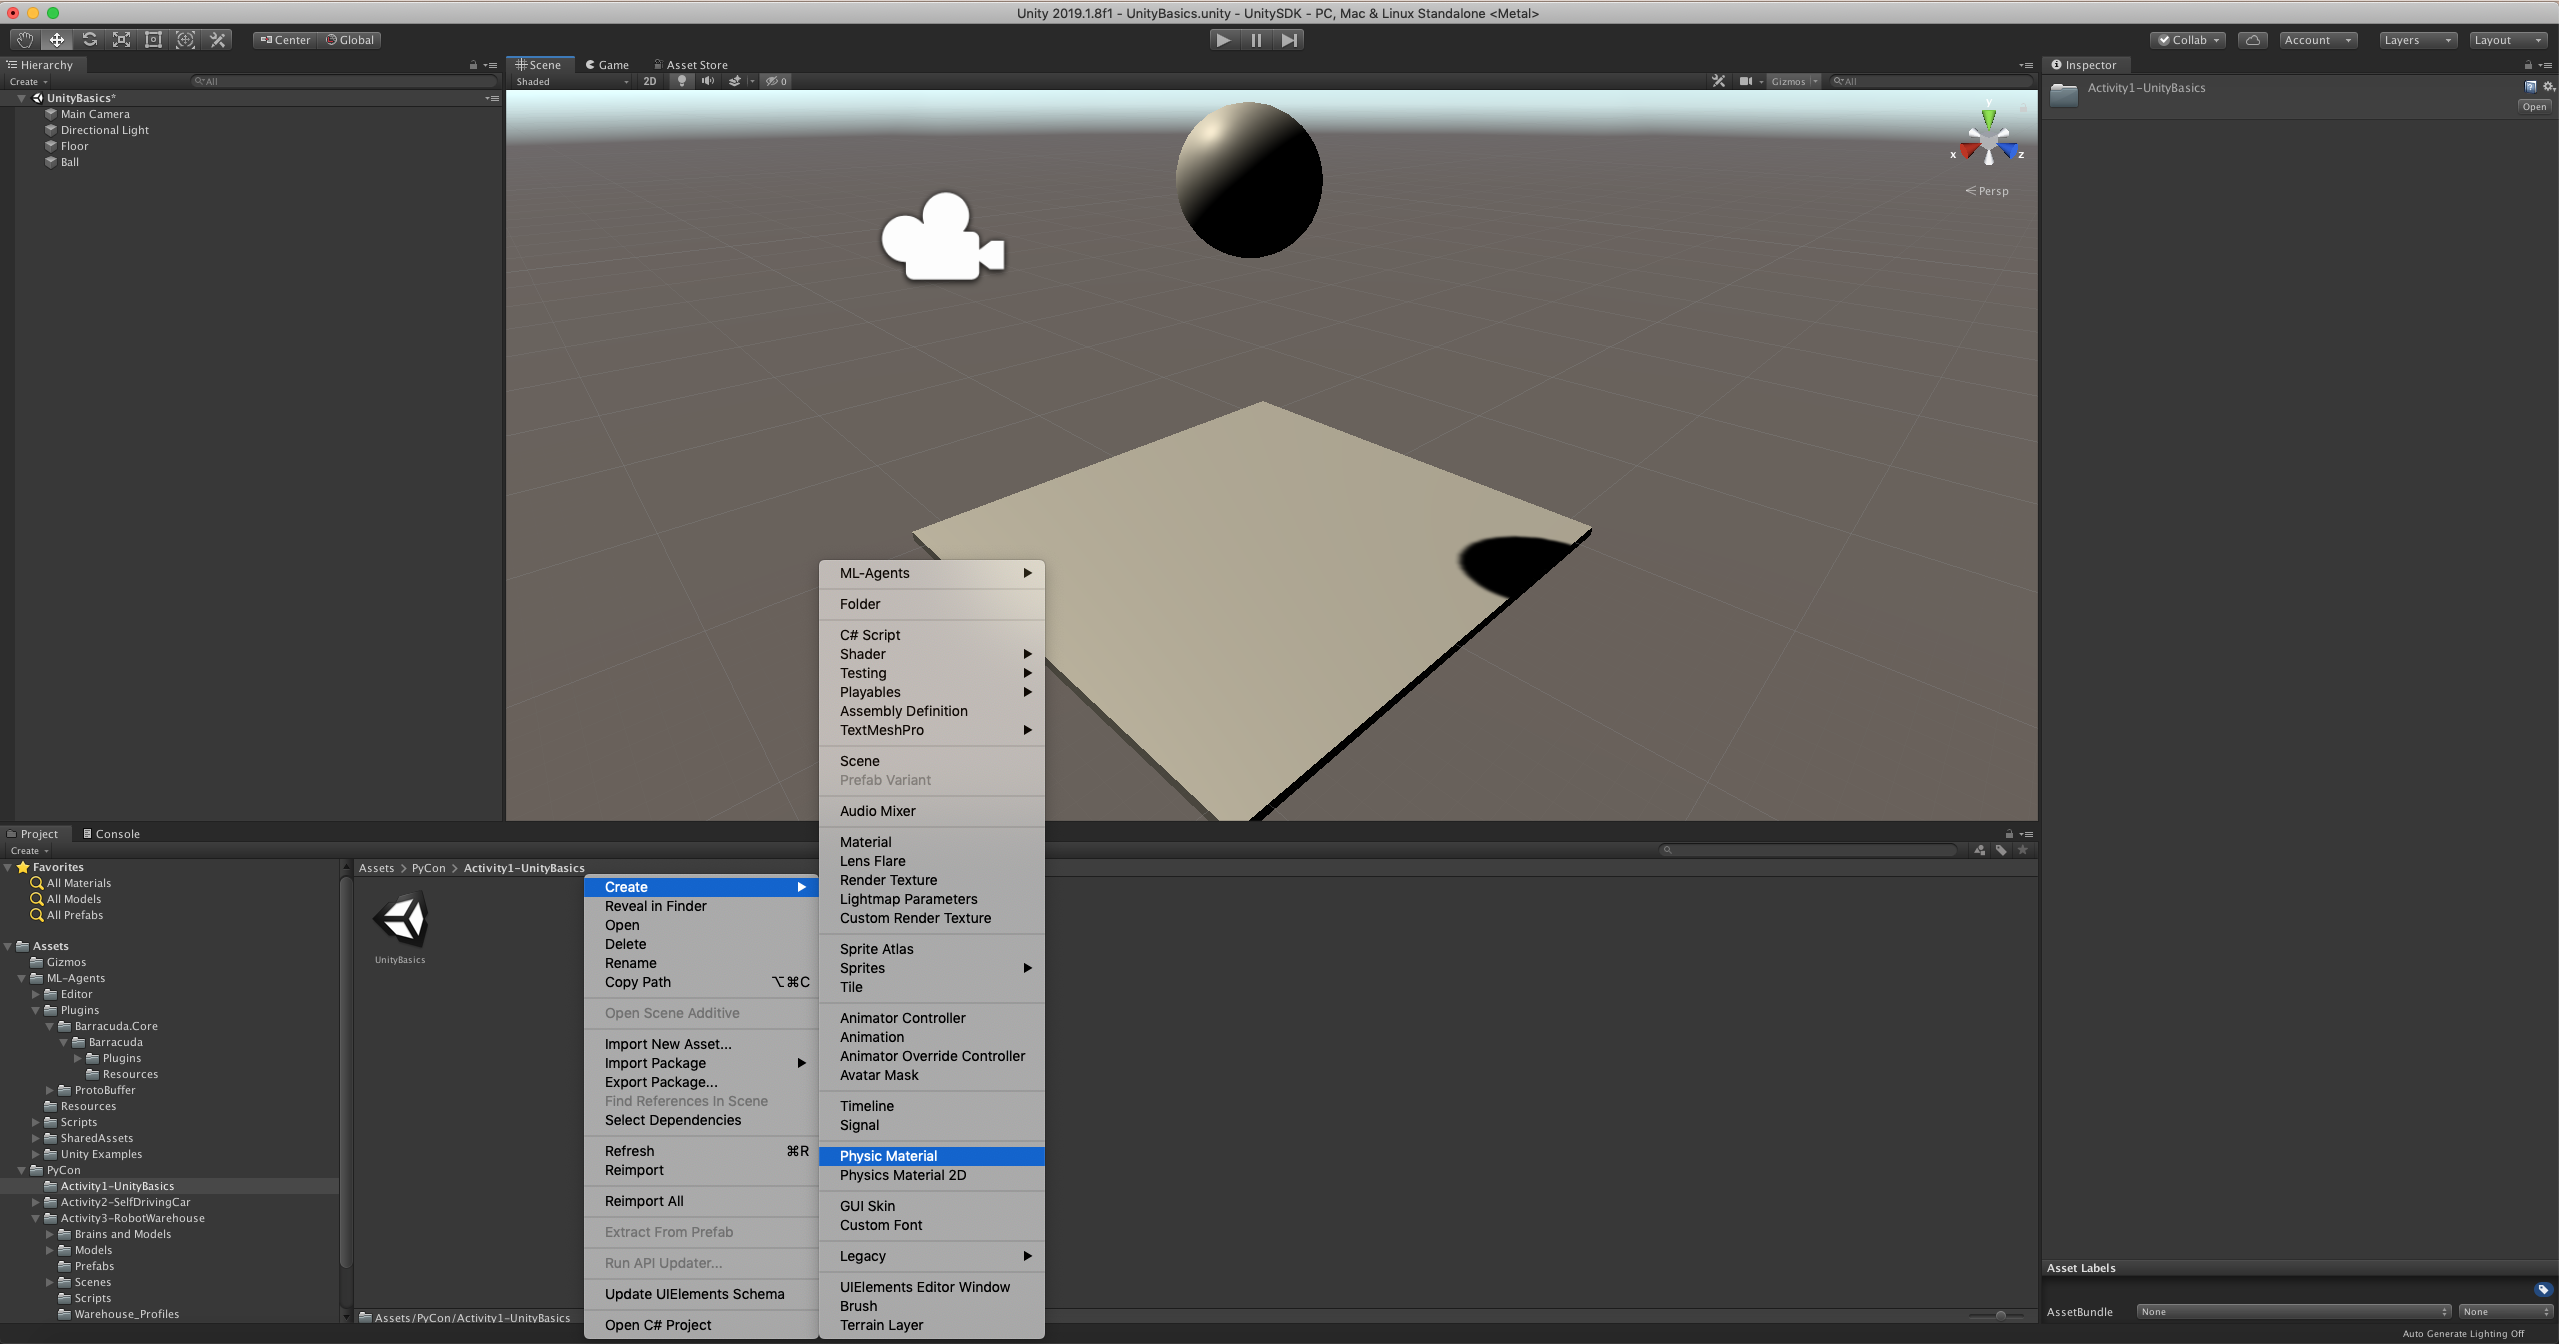 Unity 2019.1.8f1 - UnityBasics.unity - UnitySDK - PC, Mac & Linux Standalone <Metal>
Center Global
Collab Account Layers Layout
Hierarchy
Create All
UnityBasics*
Main Camera
Directional Light
Floor
Ball
Scene Game Asset Store
Shaded 2D 0 Gizmos All
y
x z
Persp
Inspector
Activity1-UnityBasics
Open
Project Console
Create
Favorites
All Materials
All Models
All Prefabs
Assets
Gizmos
ML-Agents
Editor
Plugins
Barracuda.Core
Barracuda
Plugins
Resources
ProtoBuffer
Resources
Scripts
SharedAssets
Unity Examples
PyCon
Activity1-UnityBasics
Activity2-SelfDrivingCar
Activity3-RobotWarehouse
Brains and Models
Models
Prefabs
Scenes
Scripts
Warehouse_Profiles
Assets > PyCon > Activity1-UnityBasics
UnityBasics
Assets/PyCon/Activity1-UnityBasics
Create
Reveal in Finder
Open
Delete
Rename
Copy Path ⌥⌘C
Open Scene Additive
Import New Asset...
Import Package
Export Package...
Find References In Scene
Select Dependencies
Refresh ⌘R
Reimport
Reimport All
Extract From Prefab
Run API Updater...
Update UIElements Schema
Open C# Project
ML-Agents
Folder
C# Script
Shader
Testing
Playables
Assembly Definition
TextMeshPro
Scene
Prefab Variant
Audio Mixer
Material
Lens Flare
Render Texture
Lightmap Parameters
Custom Render Texture
Sprite Atlas
Sprites
Tile
Animator Controller
Animation
Animator Override Controller
Avatar Mask
Timeline
Signal
Physic Material
Physics Material 2D
GUI Skin
Custom Font
Legacy
UIElements Editor Window
Brush
Terrain Layer
Asset Labels
AssetBundle None None
Auto Generate Lighting Off